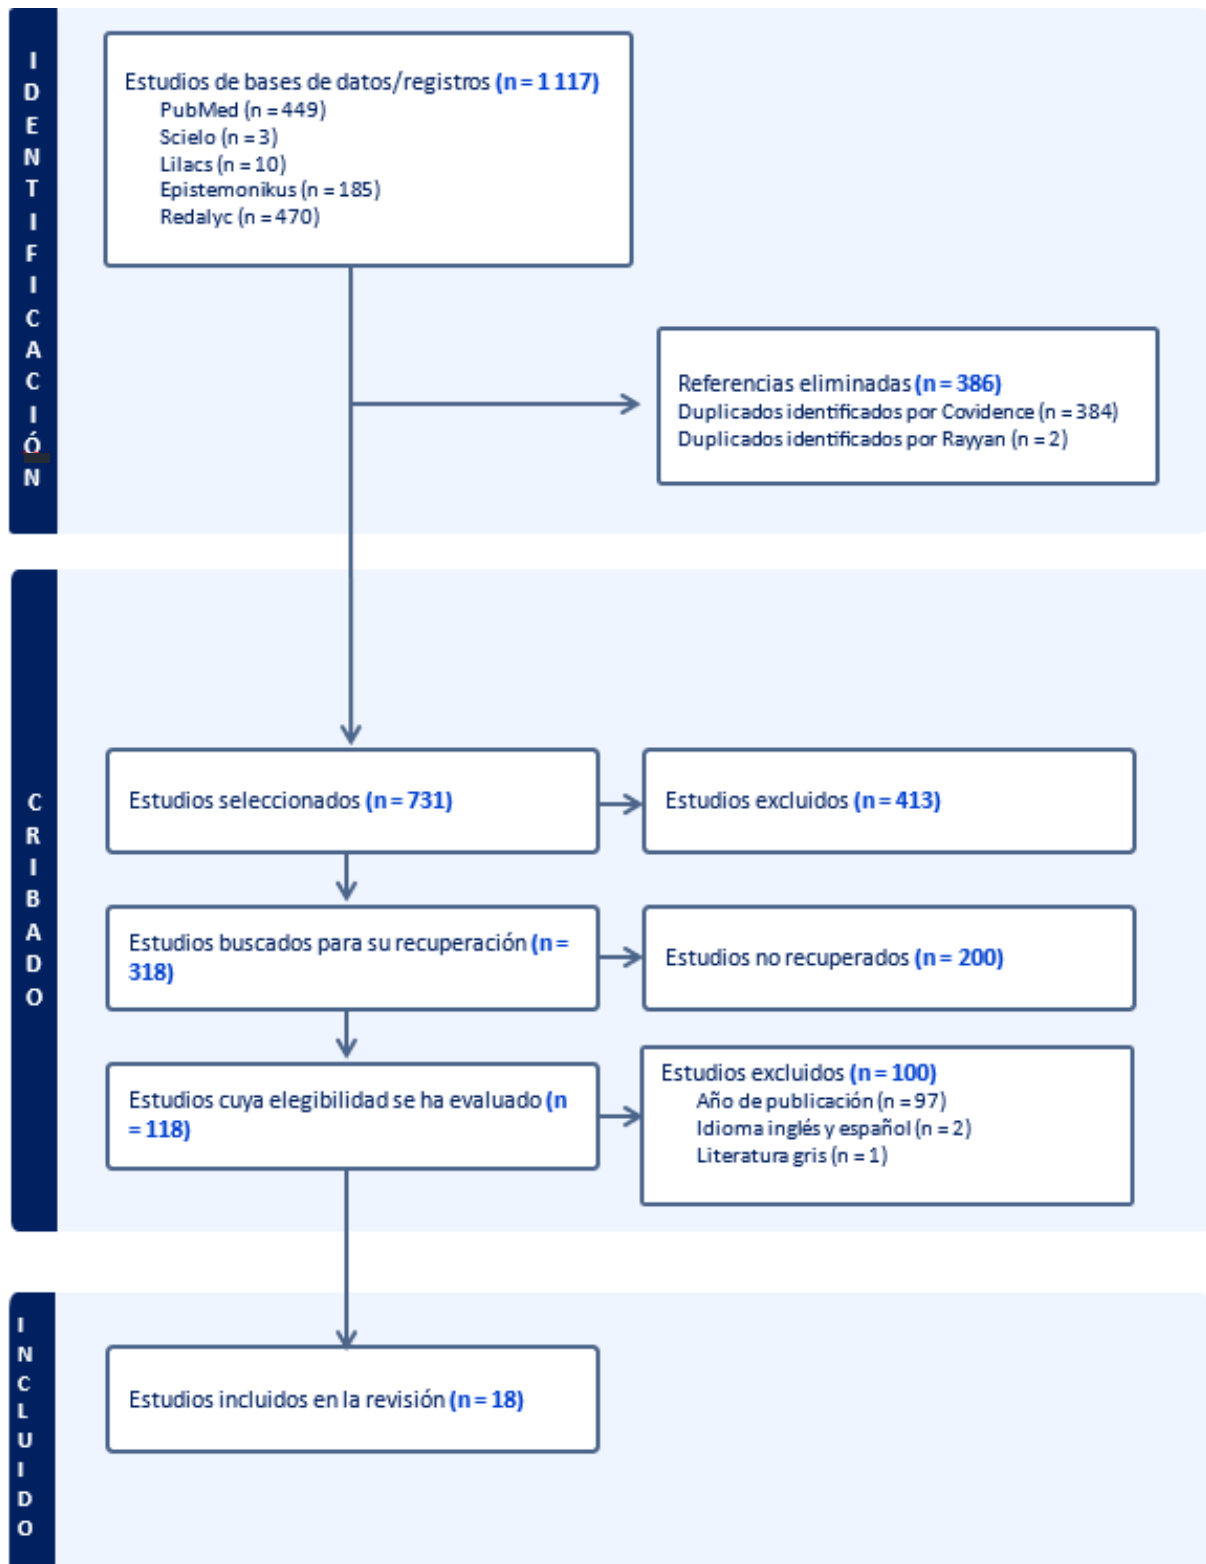 IDENTIFICACIÓN
Estudios de bases de datos/registros (n = 1 117)
PubMed (n = 449)
Scielo (n = 3)
Lilacs (n = 10)
Epistemonikus (n = 185)
Redalyc (n = 470)
Referencias eliminadas (n = 386)
Duplicados identificados por Covidence (n = 384)
Duplicados identificados por Rayyan (n = 2)
CRIBADO
Estudios seleccionados (n = 731)
Estudios excluidos (n = 413)
Estudios buscados para su recuperación (n =
318)
Estudios no recuperados (n = 200)
Estudios cuya elegibilidad se ha evaluado (n
= 118)
Estudios excluidos (n = 100)
Año de publicación (n = 97)
Idioma inglés y español (n = 2)
Literatura gris (n = 1)
INCLUIDO
Estudios incluidos en la revisión (n = 18)